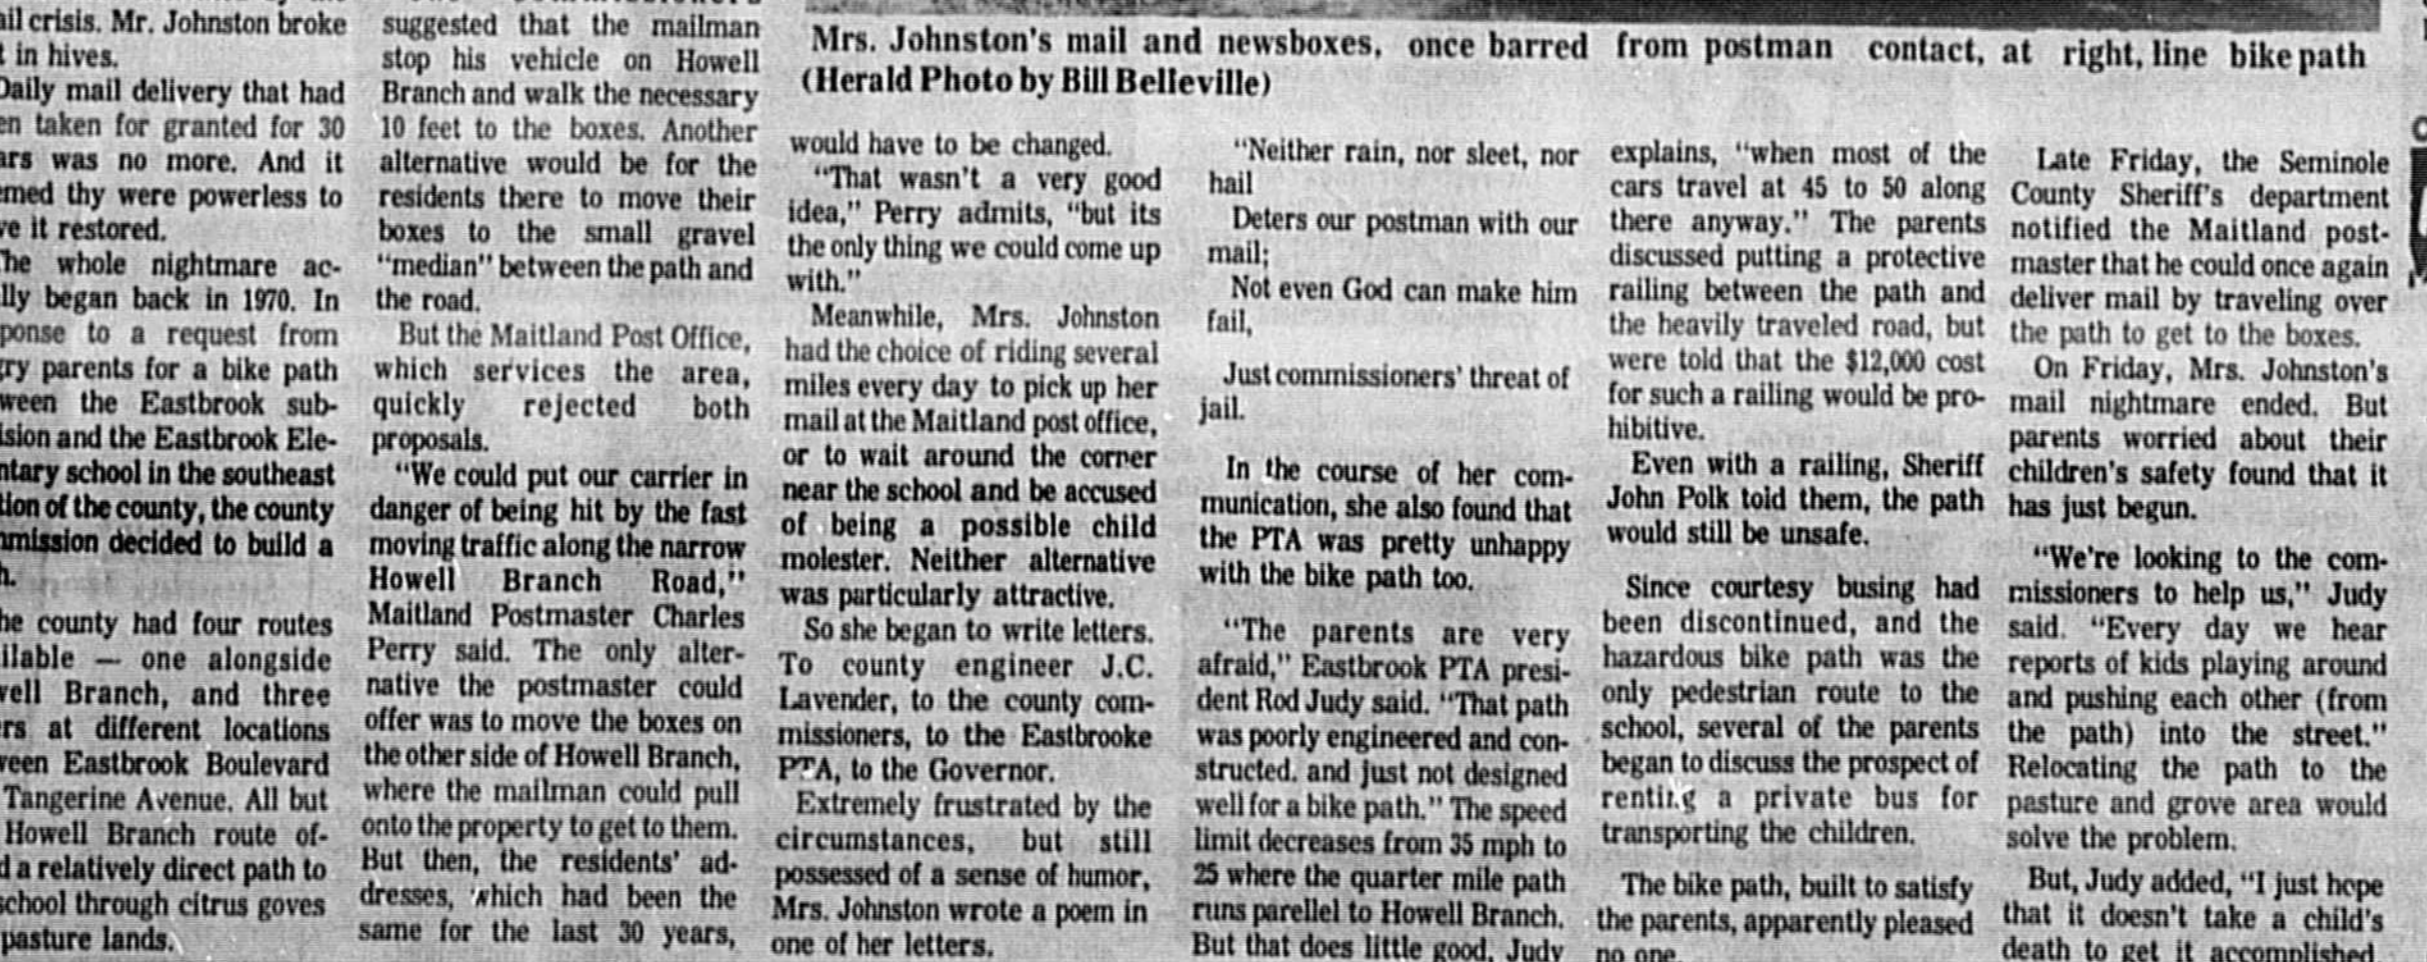 Mrs. Johnston's mail and newsboxes, once barred from postman contact, at right, line bike path
(Herald Photo by Bill Belleville)
crisis. Mr. Johnston broke
in hives.
Daily mail delivery that had
taken for granted for 30
was no more. And it
thy were powerless to
it restored.
whole nightmare ac-
began back in 1970. In
to a request from
parents for a bike path
the Eastbrook sub-
and the Eastbrook Ele-
school in the southeast
of the county, the county
decided to build a
county had four routes
— one alongside
Branch, and three
at different locations
Eastbrook Boulevard
Tangerine Avenue. All but
Howell Branch route of-
a relatively direct path to
school through citrus goves
pasture lands.
suggested that the mailman
stop his vehicle on Howell
Branch and walk the necessary
10 feet to the boxes. Another
alternative would be for the
residents there to move their
boxes to the small gravel
"median" between the path and
the road.
But the Maitland Post Office,
which services the area,
quickly rejected both
proposals.
"We could put our carrier in
danger of being hit by the fast
moving traffic along the narrow
Howell Branch Road,"
Maitland Postmaster Charles
Perry said. The only alter-
native the postmaster could
offer was to move the boxes on
the other side of Howell Branch,
where the mailman could pull
onto the property to get to them.
But then, the residents' ad-
dresses, which had been the
same for the last 30 years,
would have to be changed.
"That wasn't a very good
idea," Perry admits, "but its
the only thing we could come up
with."
Meanwhile, Mrs. Johnston
had the choice of riding several
miles every day to pick up her
mail at the Maitland post office,
or to wait around the corner
near the school and be accused
of being a possible child
molester. Neither alternative
was particularly attractive.
So she began to write letters.
To county engineer J.C.
Lavender, to the county com-
missioners, to the Eastbrooke
PTA, to the Governor.
Extremely frustrated by the
circumstances, but still
possessed of a sense of humor,
Mrs. Johnston wrote a poem in
one of her letters.
"Neither rain, nor sleet, nor
hail
Deters our postman with our
mail;
Not even God can make him
fail,
Just commissioners' threat of
jail.
In the course of her com-
munication, she also found that
the PTA was pretty unhappy
with the bike path too.
"The parents are very
afraid," Eastbrook PTA presi-
dent Rod Judy said. "That path
was poorly engineered and con-
structed. and just not designed
well for a bike path." The speed
limit decreases from 35 mph to
25 where the quarter mile path
runs parellel to Howell Branch.
But that does little good, Judy
explains, "when most of the
cars travel at 45 to 50 along
there anyway." The parents
discussed putting a protective
railing between the path and
the heavily traveled road, but
were told that the $12,000 cost
for such a railing would be pro-
hibitive.
Even with a railing, Sheriff
John Polk told them, the path
would still be unsafe.
Since courtesy busing had
been discontinued, and the
hazardous bike path was the
only pedestrian route to the
school, several of the parents
began to discuss the prospect of
renting a private bus for
transporting the children.
The bike path, built to satisfy
the parents, apparently pleased
no one.
Late Friday, the Seminole
County Sheriff's department
notified the Maitland post-
master that he could once again
deliver mail by traveling over
the path to get to the boxes.
On Friday, Mrs. Johnston's
mail nightmare ended. But
parents worried about their
children's safety found that it
has just begun.
"We're looking to the com-
missioners to help us," Judy
said. "Every day we hear
reports of kids playing around
and pushing each other (from
the path) into the street."
Relocating the path to the
pasture and grove area would
solve the problem.
But, Judy added, "I just hope
that it doesn't take a child's
death to get it accomplished.